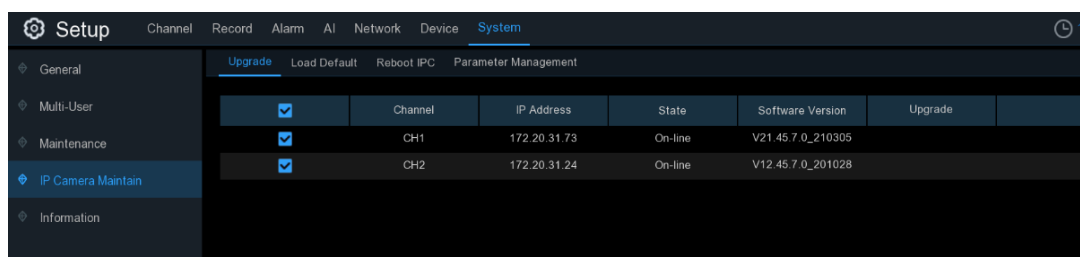 Setup Channel Record Alarm AI Network Device System
General
Multi-User
Maintenance
IP Camera Maintain
Information
Upgrade Load Default Reboot IPC Parameter Management
Channel IP Address State Software Version Upgrade
CH1 172.20.31.73 On-line V21.45.7.0_210305
CH2 172.20.31.24 On-line V12.45.7.0_201028